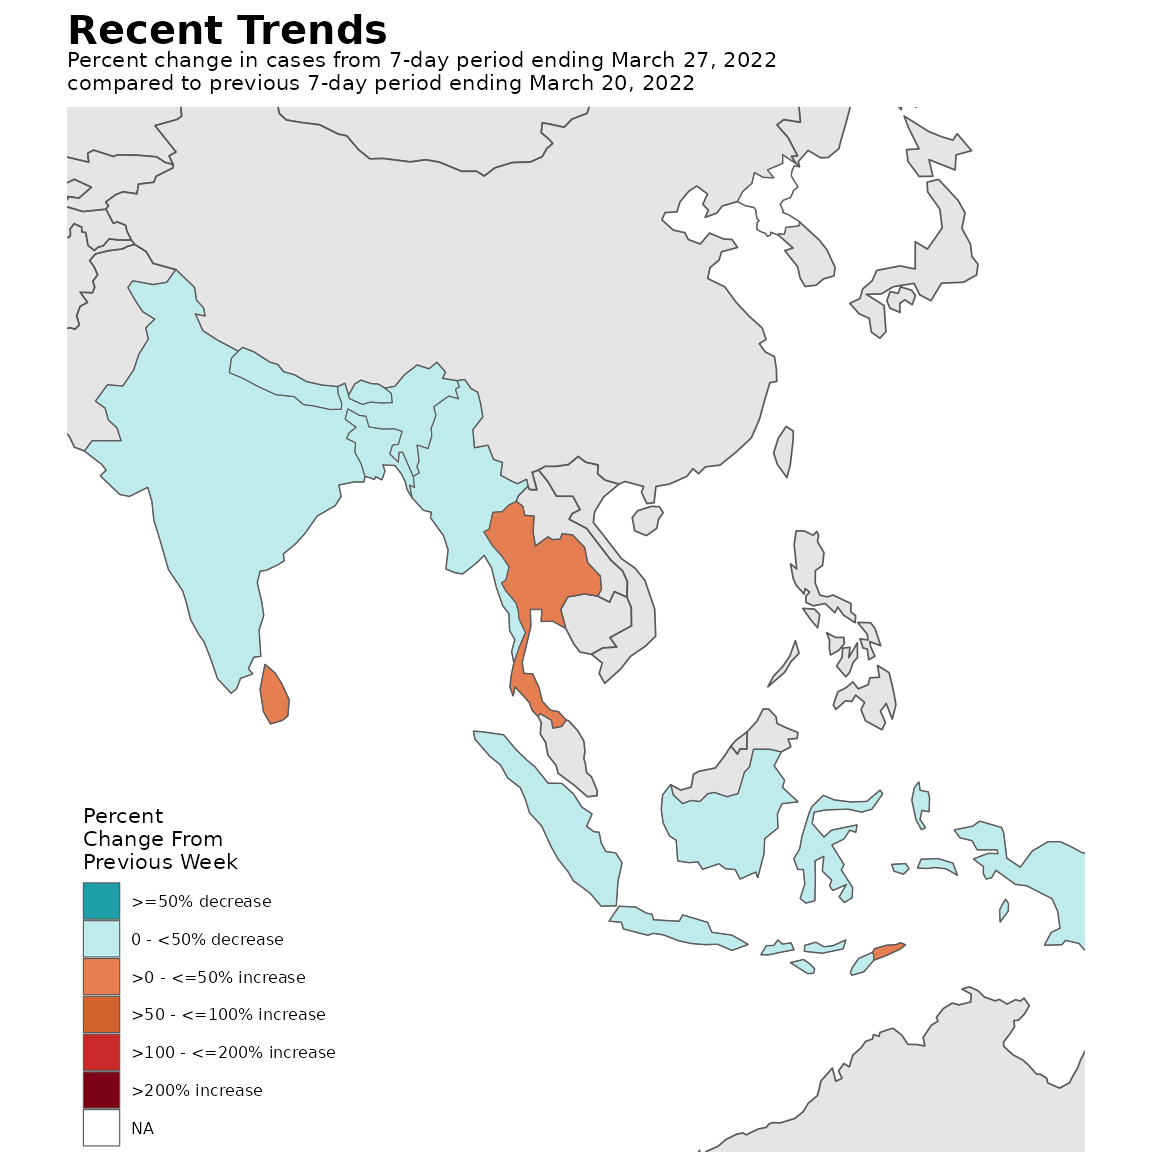 Recent Trends
Percent change in cases from 7-day period ending March 27, 2022
compared to previous 7-day period ending March 20, 2022
Percent
Change From
Previous Week
>=50% decrease
0 - <50% decrease
>0 - <=50% increase
>50 - <=100% increase
>100 - <=200% increase
>200% increase
NA